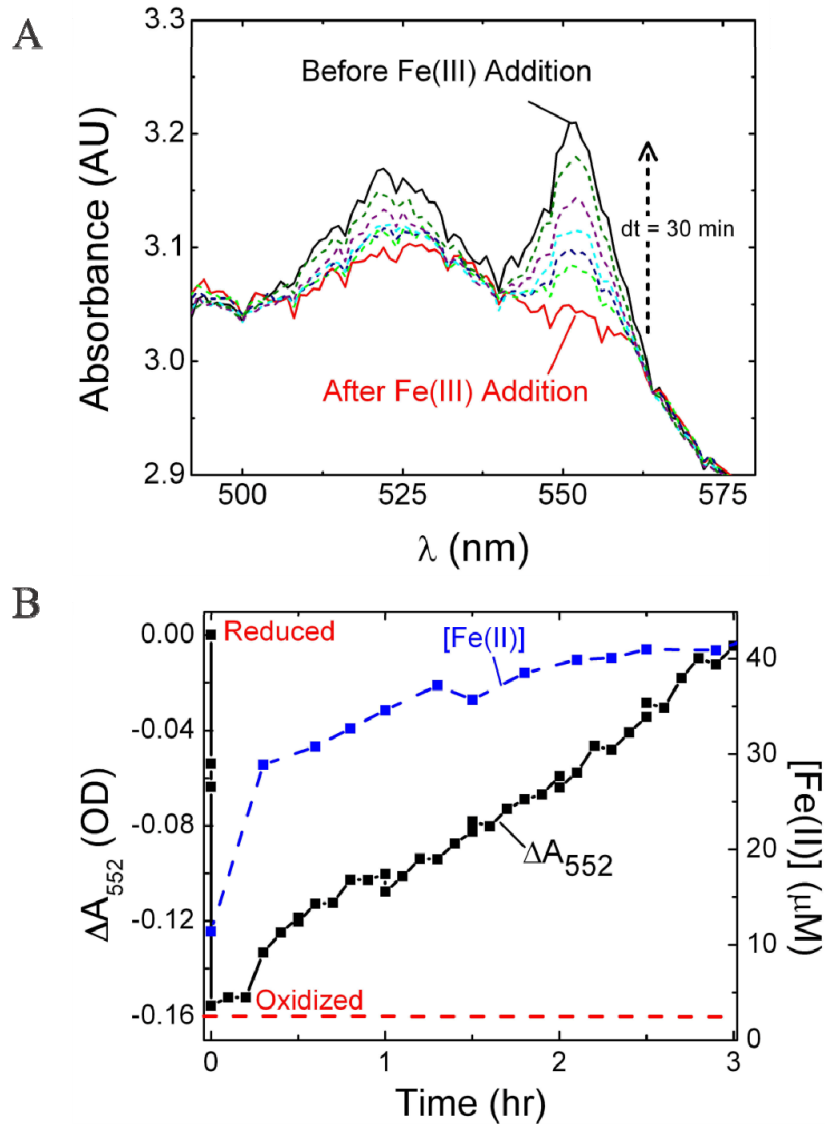 A
3.3
3.2
3.1
3.0
2.9
Absorbance (AU)
Before Fe(III) Addition
dt = 30 min
After Fe(III) Addition
500 525 550 575
λ (nm)
B
0.00
-0.04
-0.08
-0.12
-0.16
ΔA552 (OD)
Reduced
[Fe(II)]
ΔA552
Oxidized
40
30
20
10
0
[Fe(II)] (μM)
0 1 2 3
Time (hr)